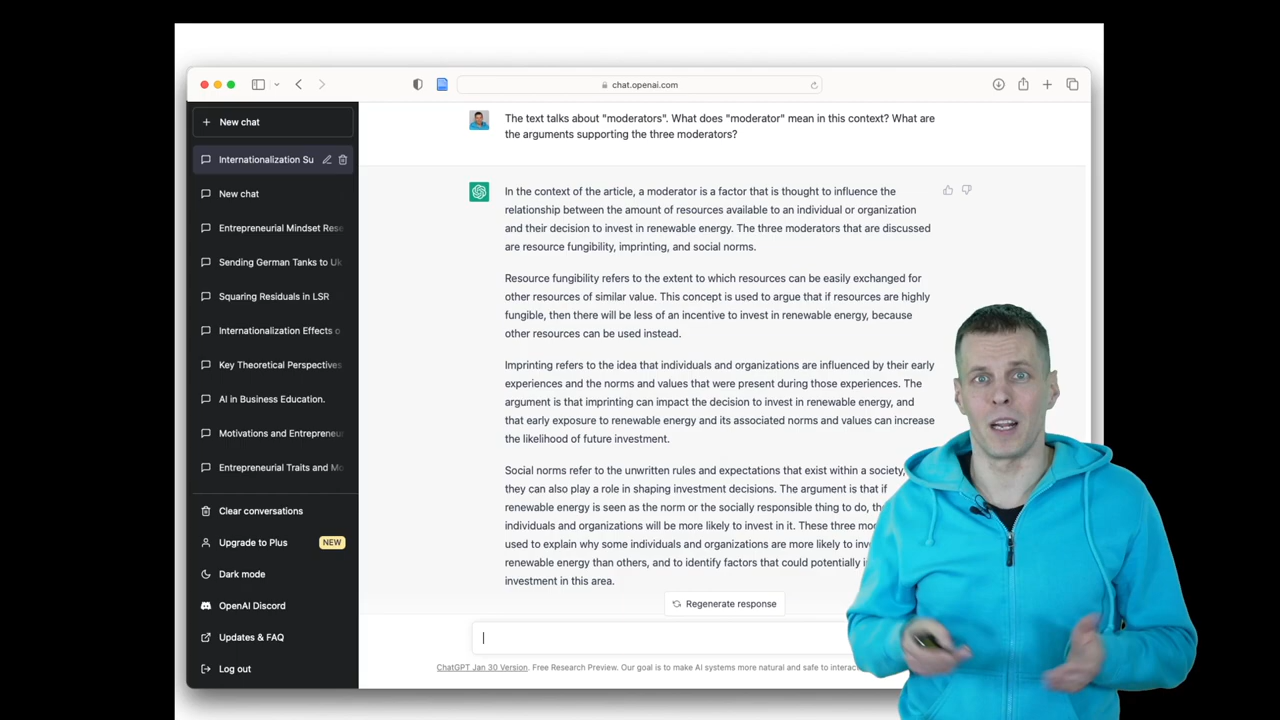 chat.openai.com
New chat
Internationalization Su
New chat
Entrepreneurial Mindset Rese
Sending German Tanks to Uk
Squaring Residuals in LSR
Internationalization Effects o
Key Theoretical Perspectives
AI in Business Education.
Motivations and Entrepreneu
Entrepreneurial Traits and Mo
Clear conversations
Upgrade to Plus NEW
Dark mode
OpenAI Discord
Updates & FAQ
Log out
The text talks about "moderators". What does "moderator" mean in this context? What are
the arguments supporting the three moderators?
In the context of the article, a moderator is a factor that is thought to influence the
relationship between the amount of resources available to an individual or organization
and their decision to invest in renewable energy. The three moderators that are discussed
are resource fungibility, imprinting, and social norms.
Resource fungibility refers to the extent to which resources can be easily exchanged for
other resources of similar value. This concept is used to argue that if resources are highly
fungible, then there will be less of an incentive to invest in renewable energy, because
other resources can be used instead.
Imprinting refers to the idea that individuals and organizations are influenced by their early
experiences and the norms and values that were present during those experiences. The
argument is that imprinting can impact the decision to invest in renewable energy, and
that early exposure to renewable energy and its associated norms and values can increase
the likelihood of future investment.
Social norms refer to the unwritten rules and expectations that exist within a society,
they can also play a role in shaping investment decisions. The argument is that if
renewable energy is seen as the norm or the socially responsible thing to do, the
individuals and organizations will be more likely to invest in it. These three mo
used to explain why some individuals and organizations are more likely to inv
renewable energy than others, and to identify factors that could potentially i
investment in this area.
Regenerate response
ChatGPT Jan 30 Version. Free Research Preview. Our goal is to make AI systems more natural and safe to interac